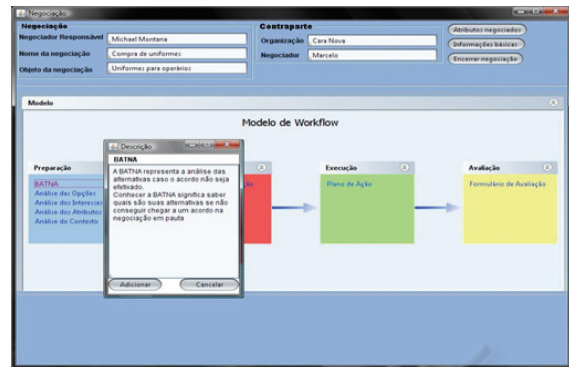 Negociação
Negociação
Negociador Responsável Michael Montana
Nome da negociação Compra de uniformes
Objeto da negociação Uniformes para operários
Contraparte
Organização Cara Nova
Negociador Marcelo
Atributos negociados
Informações básicas
Encerrar negociação
Modelo
Modelo de Workflow
Preparação
BATNA
Análise das Opções
Análise dos Interesses
Análise dos Atributos
Análise do Contexto
Descrição
BATNA
A BATNA representa a análise das
alternativas caso o acordo não seja
efetivado.
Conhecer a BATNA significa saber
quais são suas alternativas se não
conseguir chegar a um acordo na
negociação em pauta
Adicionar Cancelar
Execução
Plano de Ação
Avaliação
Formulário de Avaliação